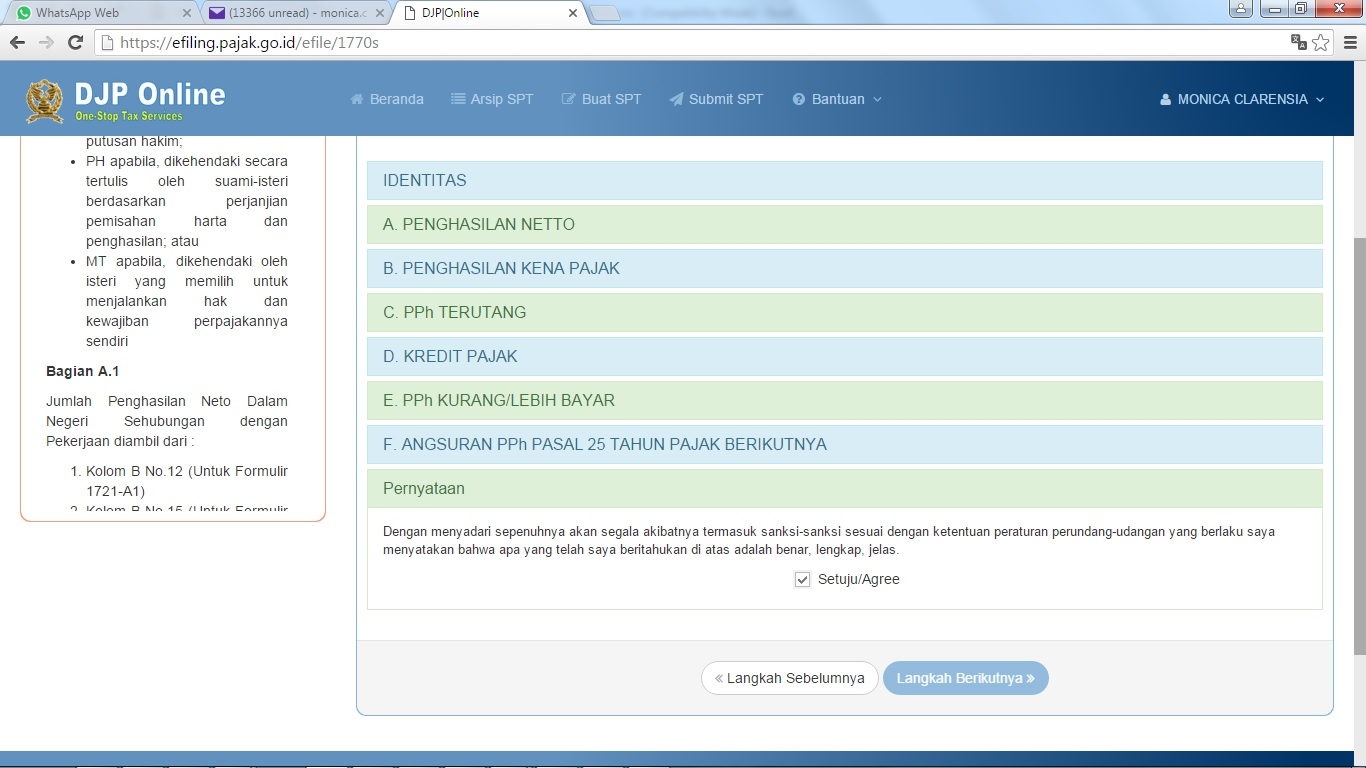 WhatsApp Web
(13366 unread) - monica.c
DJP|Online
https://efiling.pajak.go.id/efile/1770s
DJP Online
One-Stop Tax Services
Beranda
Arsip SPT
Buat SPT
Submit SPT
Bantuan
MONICA CLARENSIA
putusan hakim;
• PH apabila, dikehendaki secara
tertulis oleh suami-isteri
berdasarkan perjanjian
pemisahan harta dan
penghasilan; atau
• MT apabila, dikehendaki oleh
isteri yang memilih untuk
menjalankan hak dan
kewajiban perpajakannya
sendiri
Bagian A.1
Jumlah Penghasilan Neto Dalam
Negeri Sehubungan dengan
Pekerjaan diambil dari :
1. Kolom B No.12 (Untuk Formulir
1721-A1)
2. Kolom B No.15 (Untuk Formulir
IDENTITAS
A. PENGHASILAN NETTO
B. PENGHASILAN KENA PAJAK
C. PPh TERUTANG
D. KREDIT PAJAK
E. PPh KURANG/LEBIH BAYAR
F. ANGSURAN PPh PASAL 25 TAHUN PAJAK BERIKUTNYA
Pernyataan
Dengan menyadari sepenuhnya akan segala akibatnya termasuk sanksi-sanksi sesuai dengan ketentuan peraturan perundang-udangan yang berlaku saya
menyatakan bahwa apa yang telah saya beritahukan di atas adalah benar, lengkap, jelas.
Setuju/Agree
« Langkah Sebelumnya
Langkah Berikutnya »